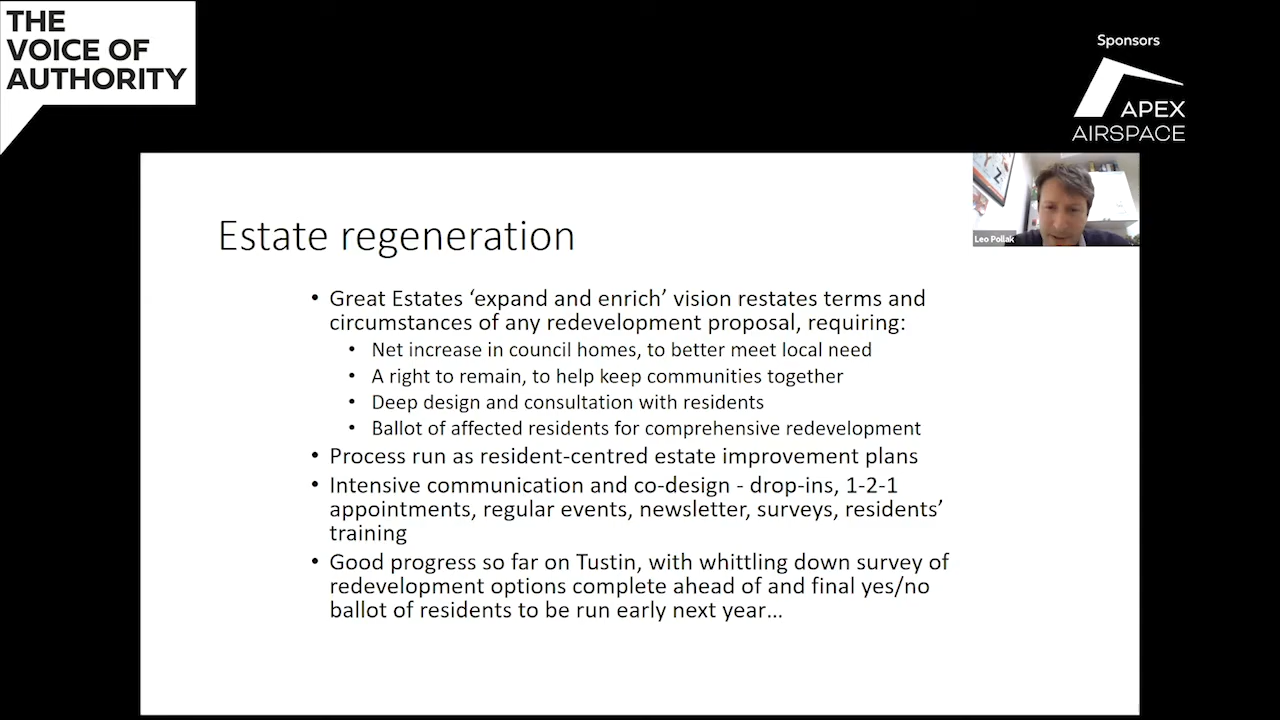 THE
VOICE OF
AUTHORITY
Sponsors
APEX
AIRSPACE
Leo Pollak
Estate regeneration
• Great Estates ‘expand and enrich’ vision restates terms and
circumstances of any redevelopment proposal, requiring:
• Net increase in council homes, to better meet local need
• A right to remain, to help keep communities together
• Deep design and consultation with residents
• Ballot of affected residents for comprehensive redevelopment
• Process run as resident-centred estate improvement plans
• Intensive communication and co-design - drop-ins, 1-2-1
appointments, regular events, newsletter, surveys, residents’
training
• Good progress so far on Tustin, with whittling down survey of
redevelopment options complete ahead of and final yes/no
ballot of residents to be run early next year…